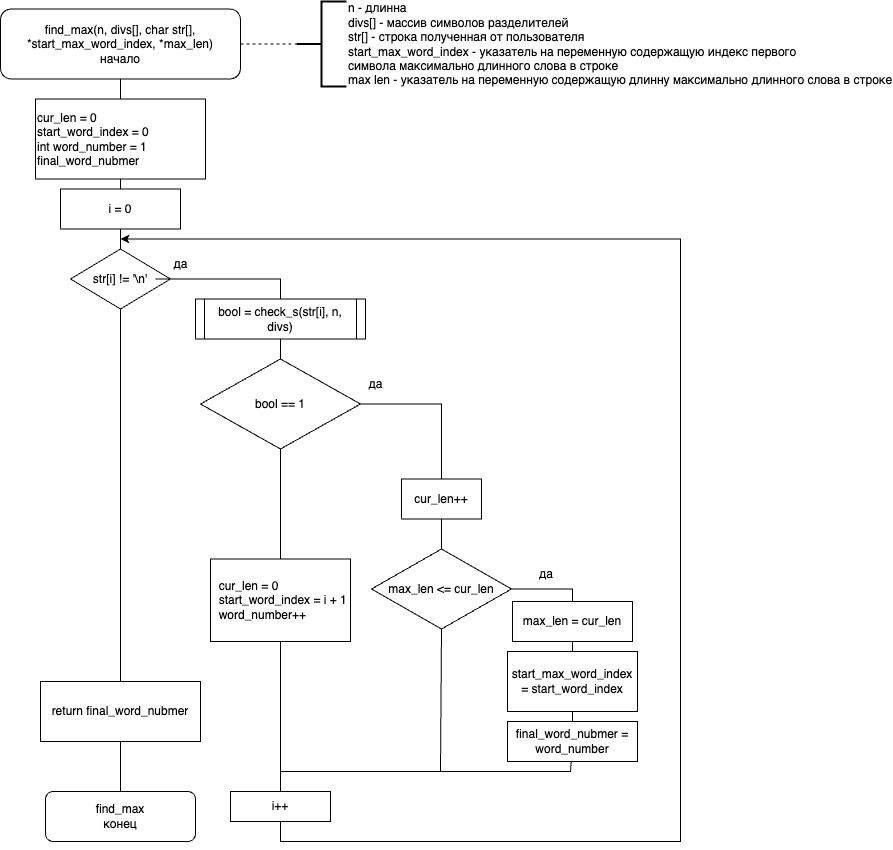 find_max(n, divs[], char str[],
*start_max_word_index, *max_len)
начало
n - длинна
divs[] - массив символов разделителей
str[] - строка полученная от пользователя
start_max_word_index - указатель на переменную содержащую индекс первого
символа максимально длинного слова в строке
max len - указатель на переменную содержащую длинну максимально длинного слова в строке
cur_len = 0
start_word_index = 0
int word_number = 1
final_word_nubmer
i = 0
str[i] != '\n'
да
bool = check_s(str[i], n,
divs)
bool == 1
да
cur_len++
cur_len = 0
start_word_index = i + 1
word_number++
max_len <= cur_len
да
max_len = cur_len
start_max_word_index
= start_word_index
final_word_nubmer =
word_number
return final_word_nubmer
i++
find_max
конец